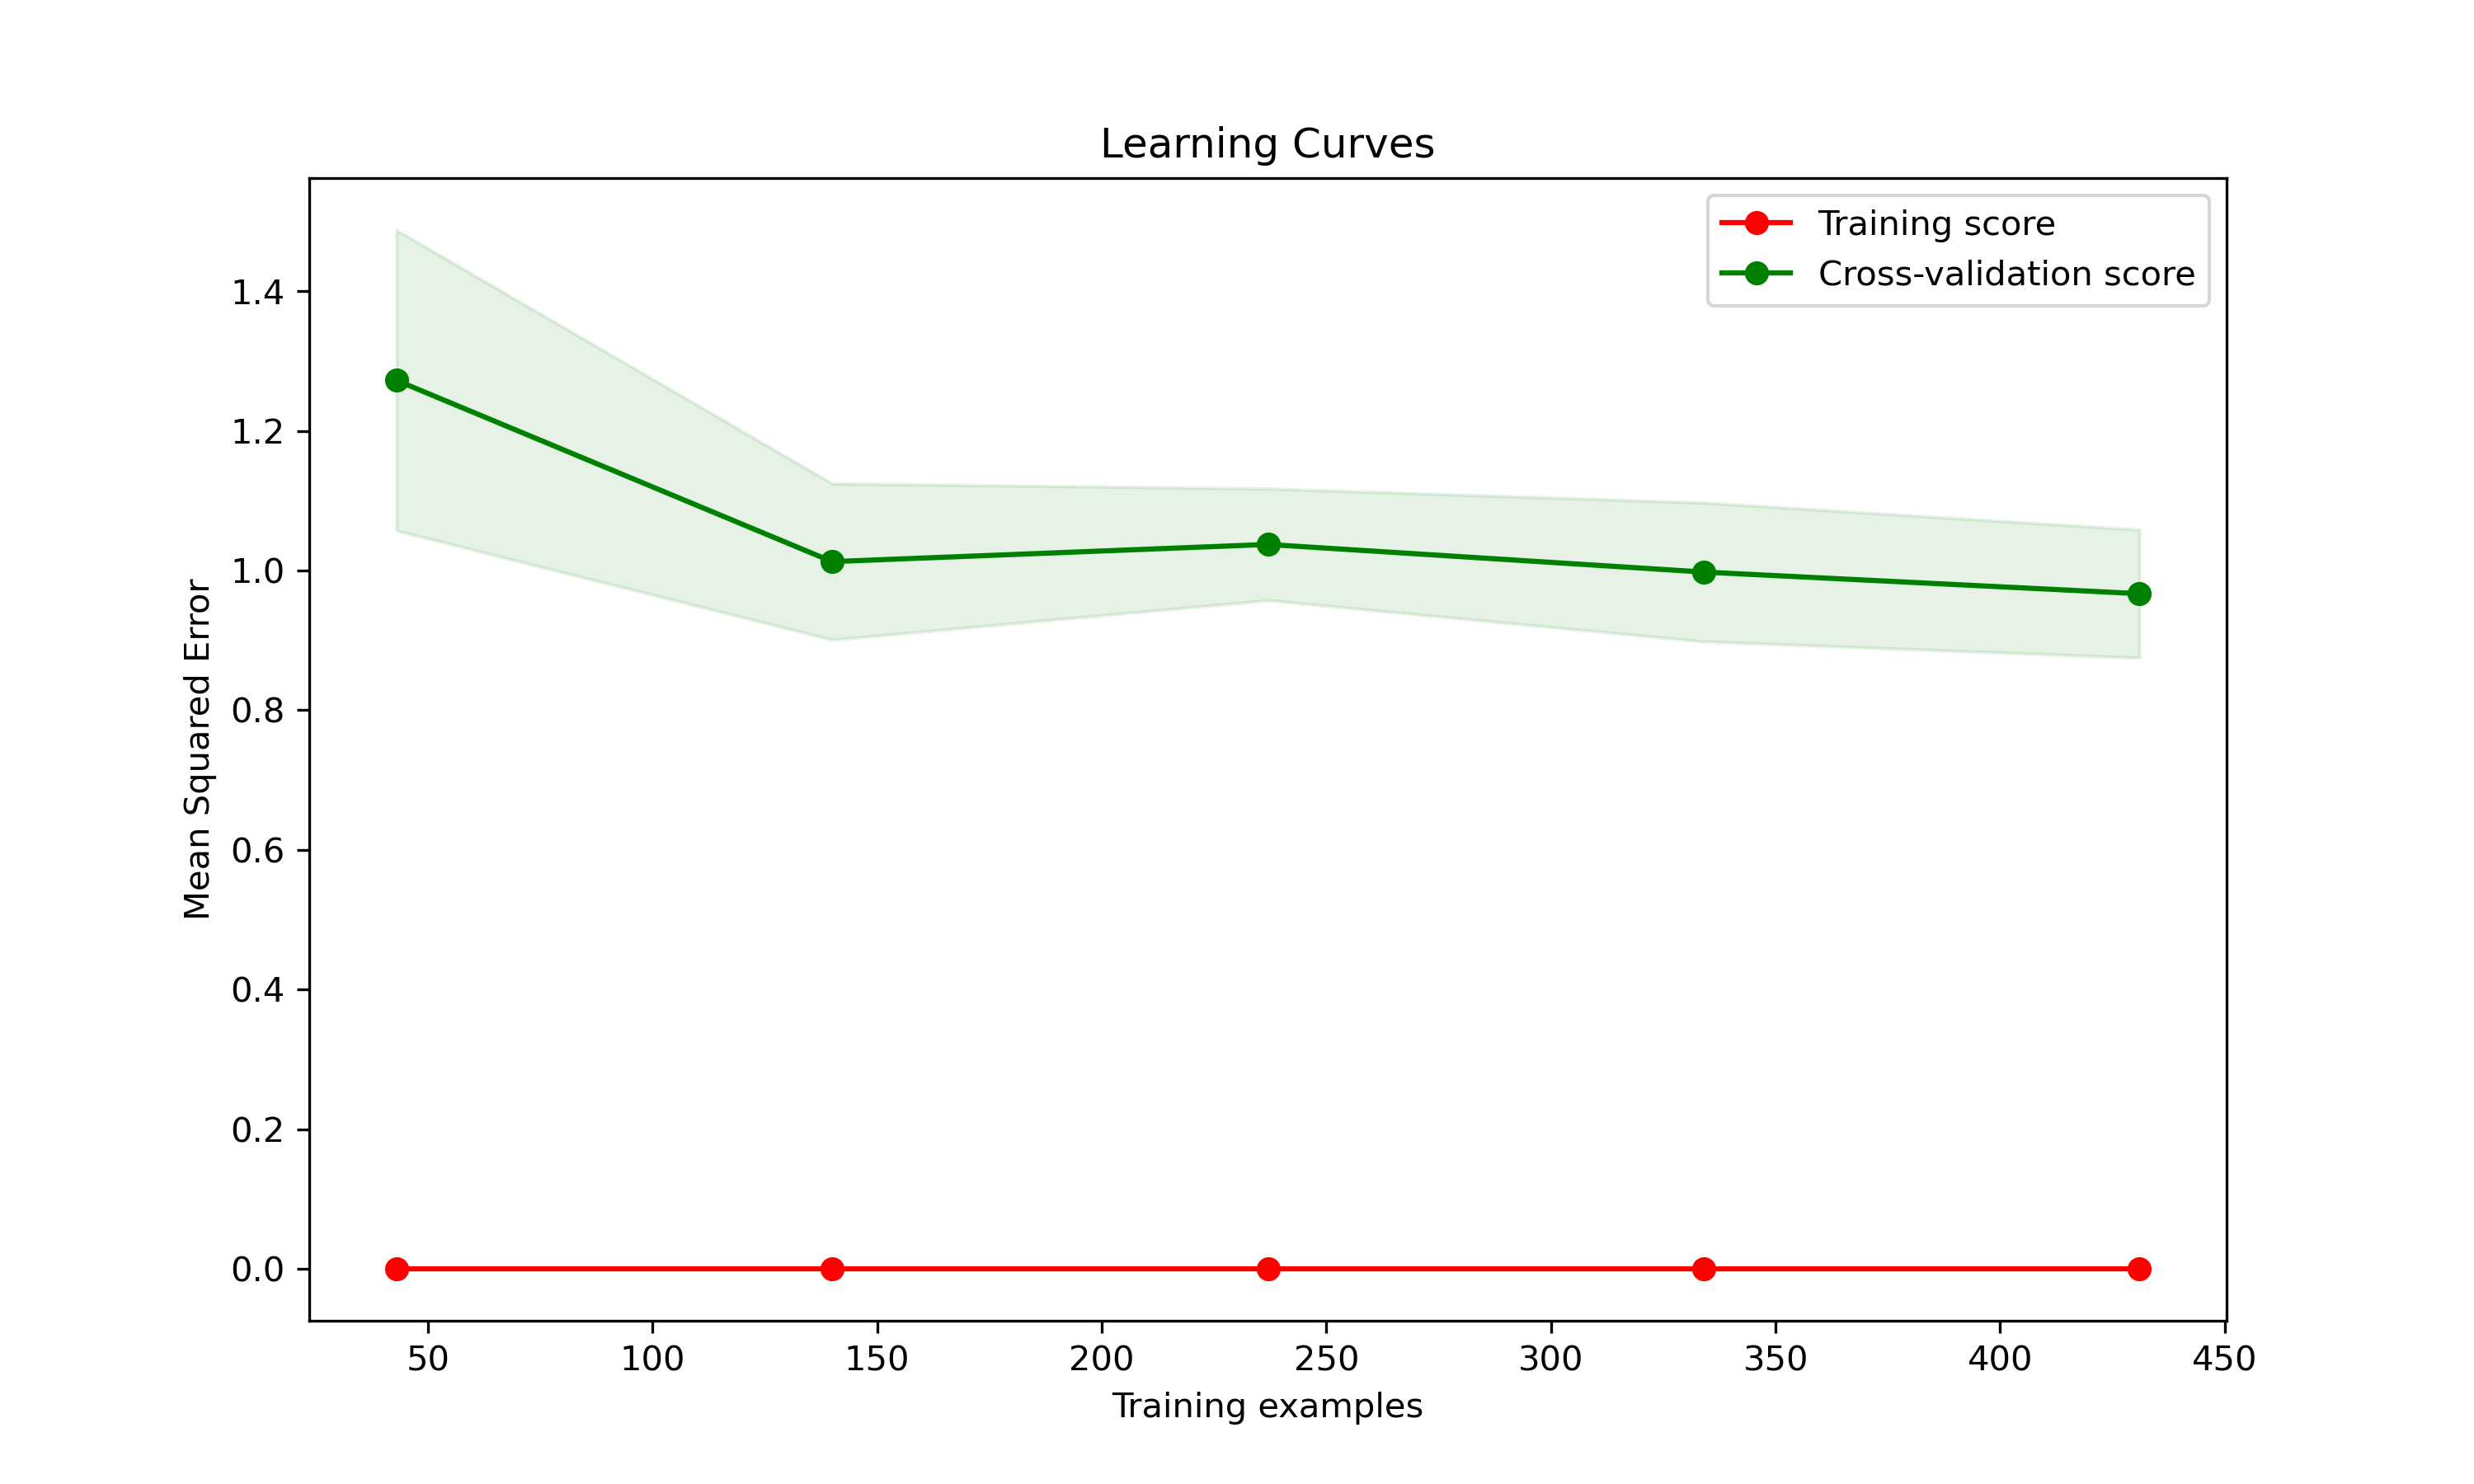 Learning Curves
Training score
Cross-validation score
Mean Squared Error
1.4
1.2
1.0
0.8
0.6
0.4
0.2
0.0
50 100 150 200 250 300 350 400 450
Training examples